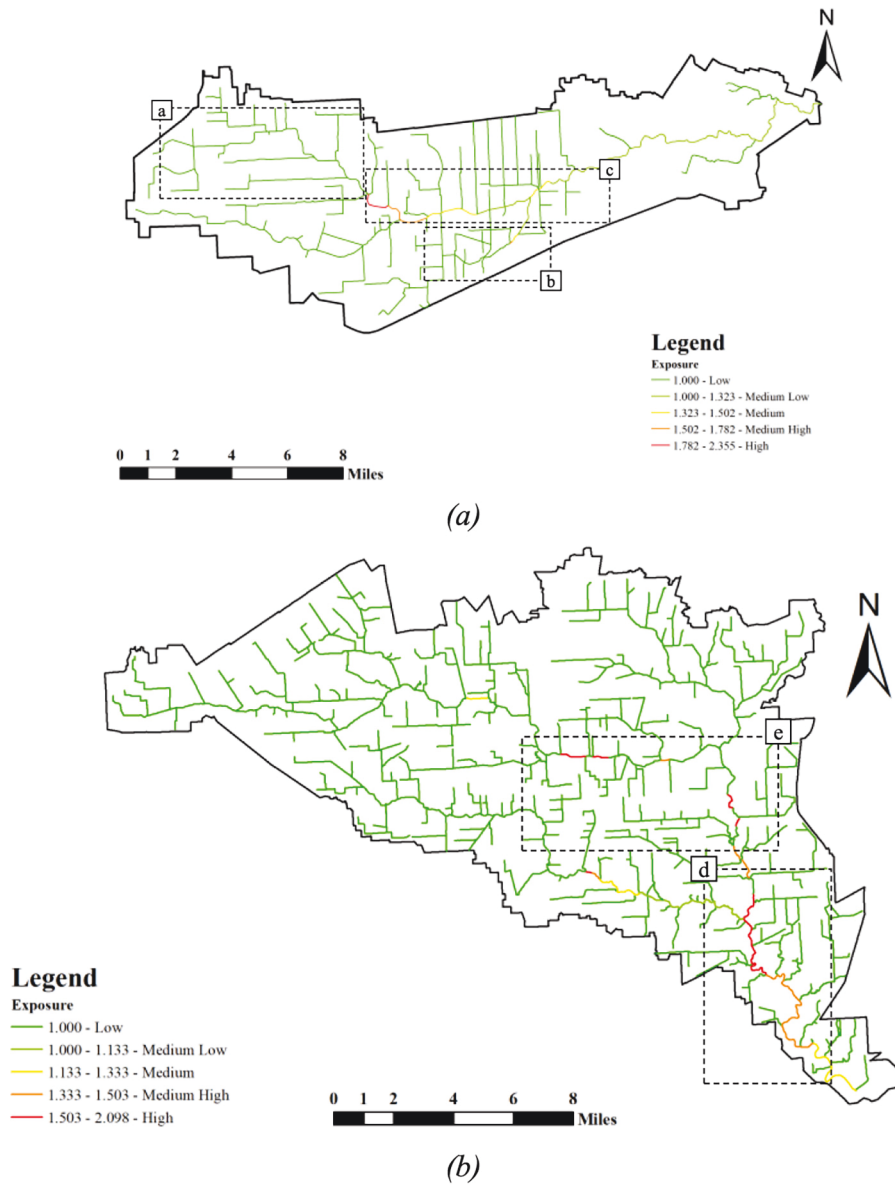 N
a
c
b
Legend
Exposure
1.000 - Low
1.000 - 1.323 - Medium Low
1.323 - 1.502 - Medium
1.502 - 1.782 - Medium High
1.782 - 2.355 - High
0 1 2 4 6 8
Miles
(a)
N
e
d
Legend
Exposure
1.000 - Low
1.000 - 1.133 - Medium Low
1.133 - 1.333 - Medium
1.333 - 1.503 - Medium High
1.503 - 2.098 - High
0 1 2 4 6 8
Miles
(b)